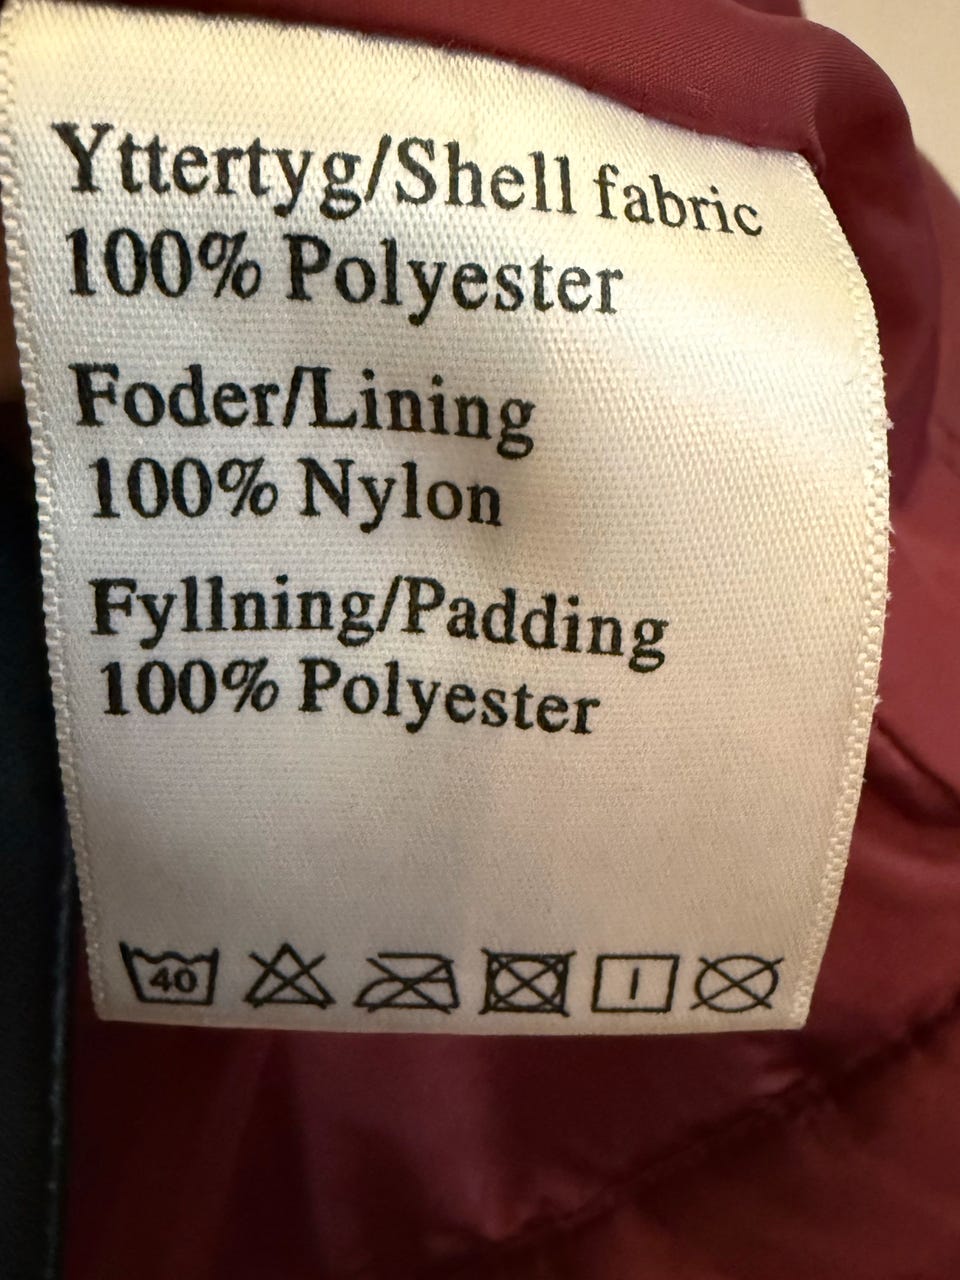 Yttertyg/Shell fabric
100% Polyester
Foder/Lining
100% Nylon
Fyllning/Padding
100% Polyester
40